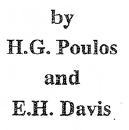 by
H.G. Poulos
and
E.H. Davis